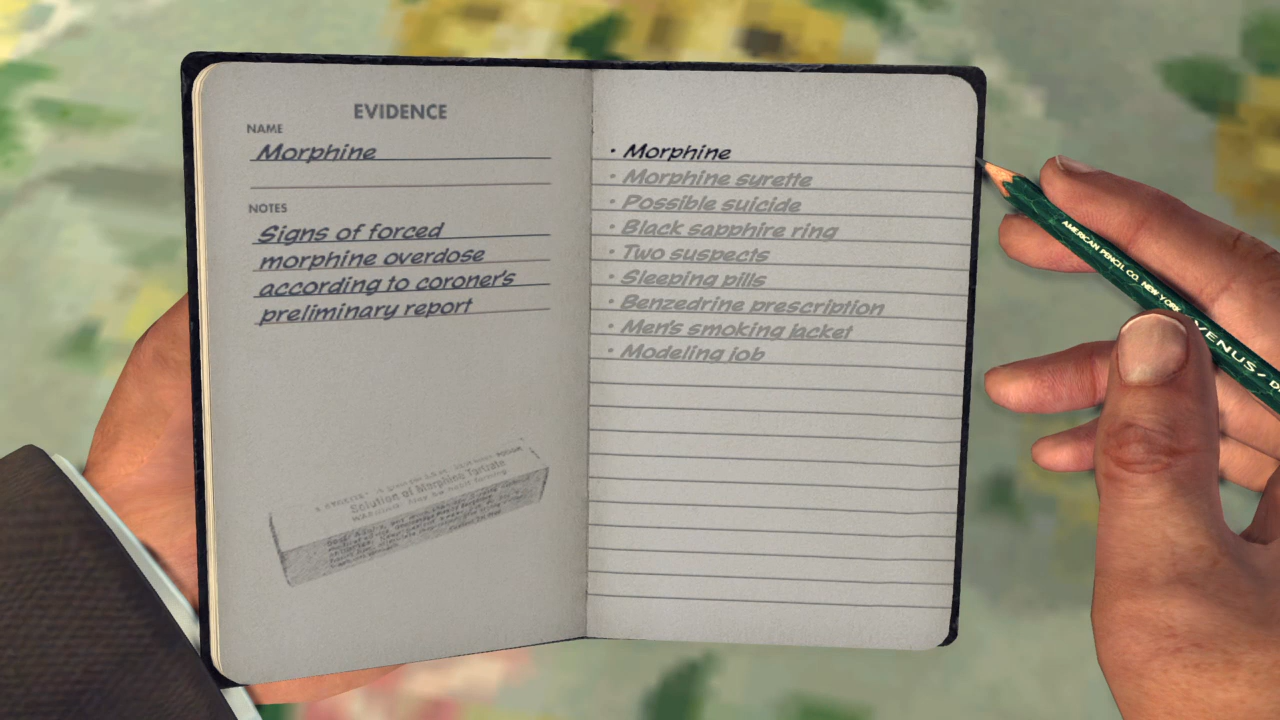 EVIDENCE
NAME
Morphine
NOTES
Signs of forced
morphine overdose
according to coroner's
preliminary report
Solution of Morphine Tartrate
• Morphine
• Morphine syrette
• Possible suicide
• Black sapphire ring
• Two suspects
• Sleeping pills
• Benzedrine prescription
• Men's smoking jacket
• Modeling job
AMERICAN PENCIL CO. NEW YORK
VENUS